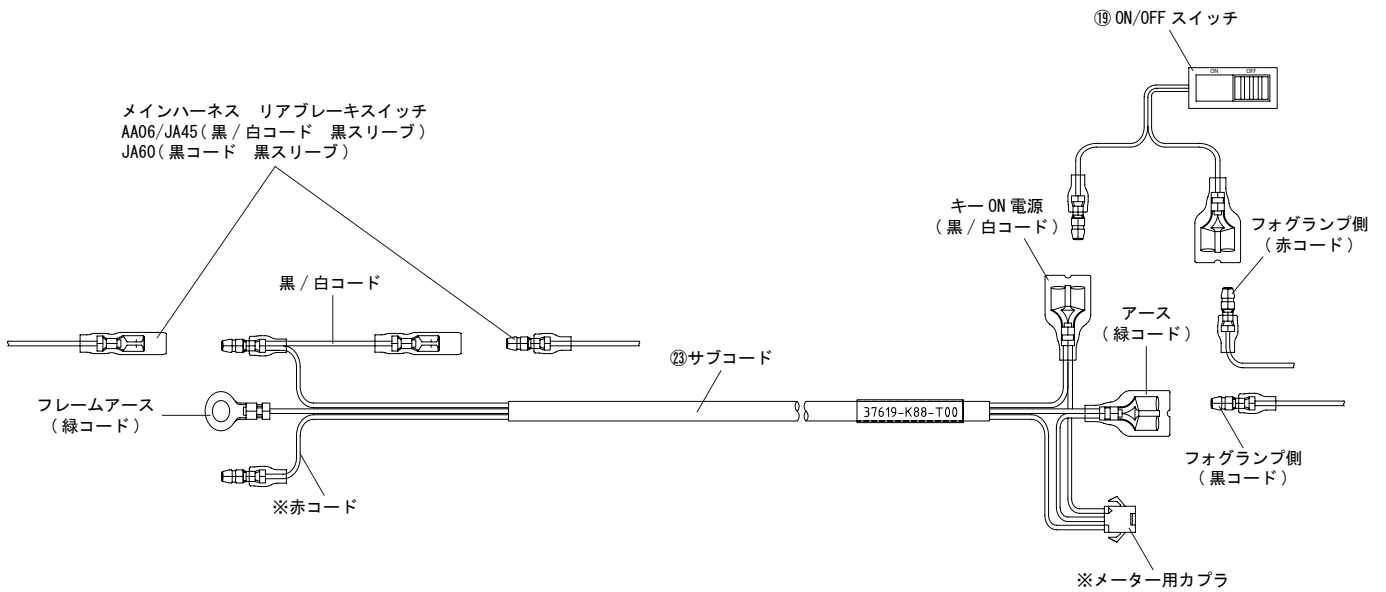 ⑲ ON/OFF スイッチ
ON OFF
メインハーネス　リアブレーキスイッチ
AA06/JA45( 黒 / 白コード　黒スリーブ )
JA60( 黒コード　黒スリーブ )
キー ON 電源
( 黒 / 白コード )
フォグランプ側
( 赤コード )
黒 / 白コード
アース
( 緑コード )
㉓サブコード
フレームアース
( 緑コード )
37619-K88-T00
フォグランプ側
( 黒コード )
※赤コード
※メーター用カプラ